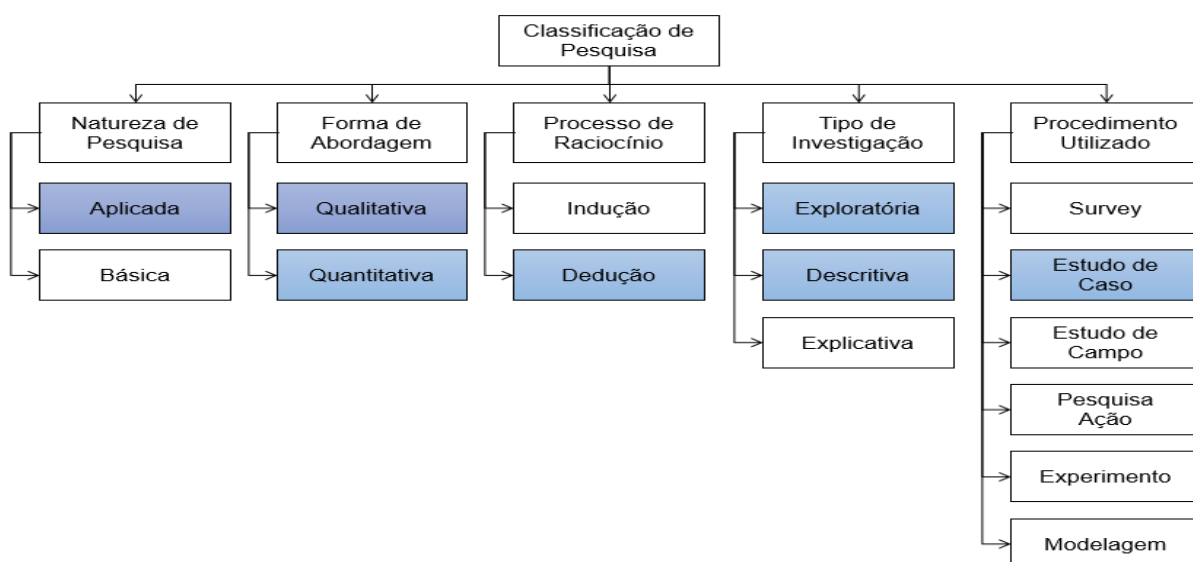 Classificação de
Pesquisa
Natureza de
Pesquisa
Aplicada
Básica
Forma de
Abordagem
Qualitativa
Quantitativa
Processo de
Raciocínio
Indução
Dedução
Tipo de
Investigação
Exploratória
Descritiva
Explicativa
Procedimento
Utilizado
Survey
Estudo de
Caso
Estudo de
Campo
Pesquisa
Ação
Experimento
Modelagem